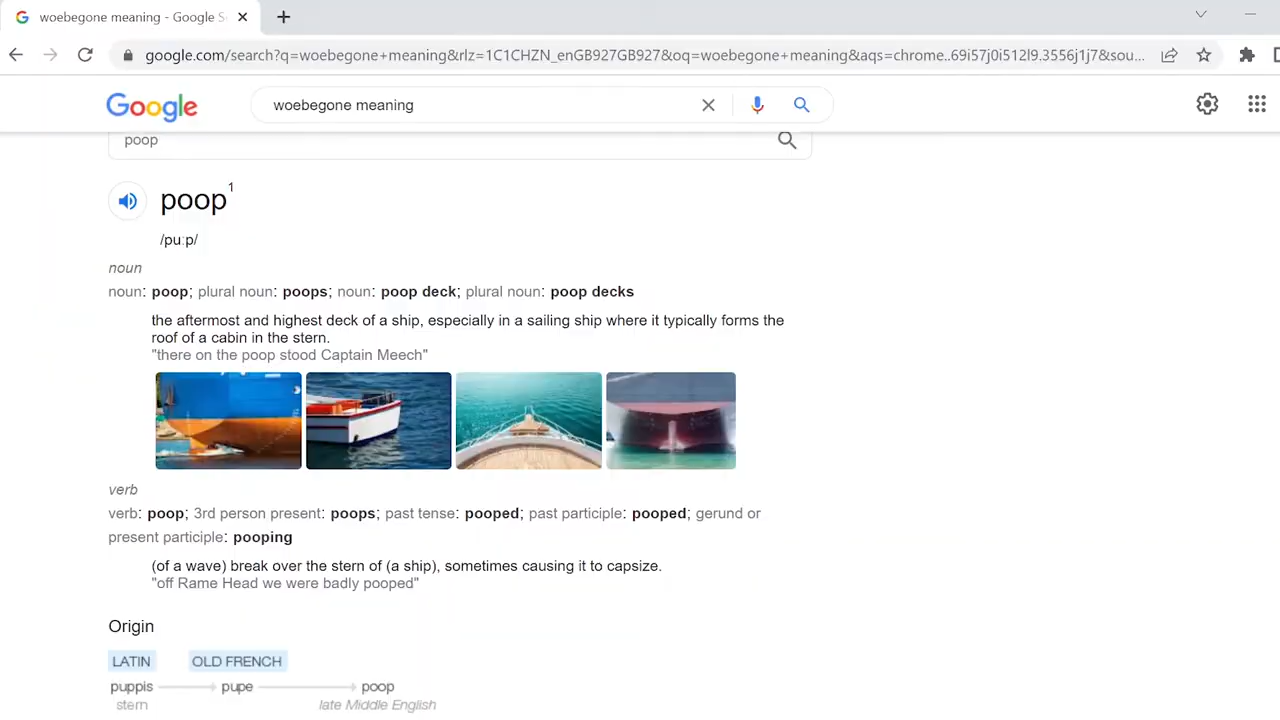 woebegone meaning - Google S
google.com/search?q=woebegone+meaning&rlz=1C1CHZN_enGB927GB927&oq=woebegone+meaning&aqs=chrome..69i57j0i512l9.3556j1j7&sou...
Google
woebegone meaning
poop
poop1
/puːp/
noun
noun: poop; plural noun: poops; noun: poop deck; plural noun: poop decks
the aftermost and highest deck of a ship, especially in a sailing ship where it typically forms the
roof of a cabin in the stern.
"there on the poop stood Captain Meech"
verb
verb: poop; 3rd person present: poops; past tense: pooped; past participle: pooped; gerund or
present participle: pooping
(of a wave) break over the stern of (a ship), sometimes causing it to capsize.
"off Rame Head we were badly pooped"
Origin
LATIN OLD FRENCH
puppis pupe poop
stern late Middle English